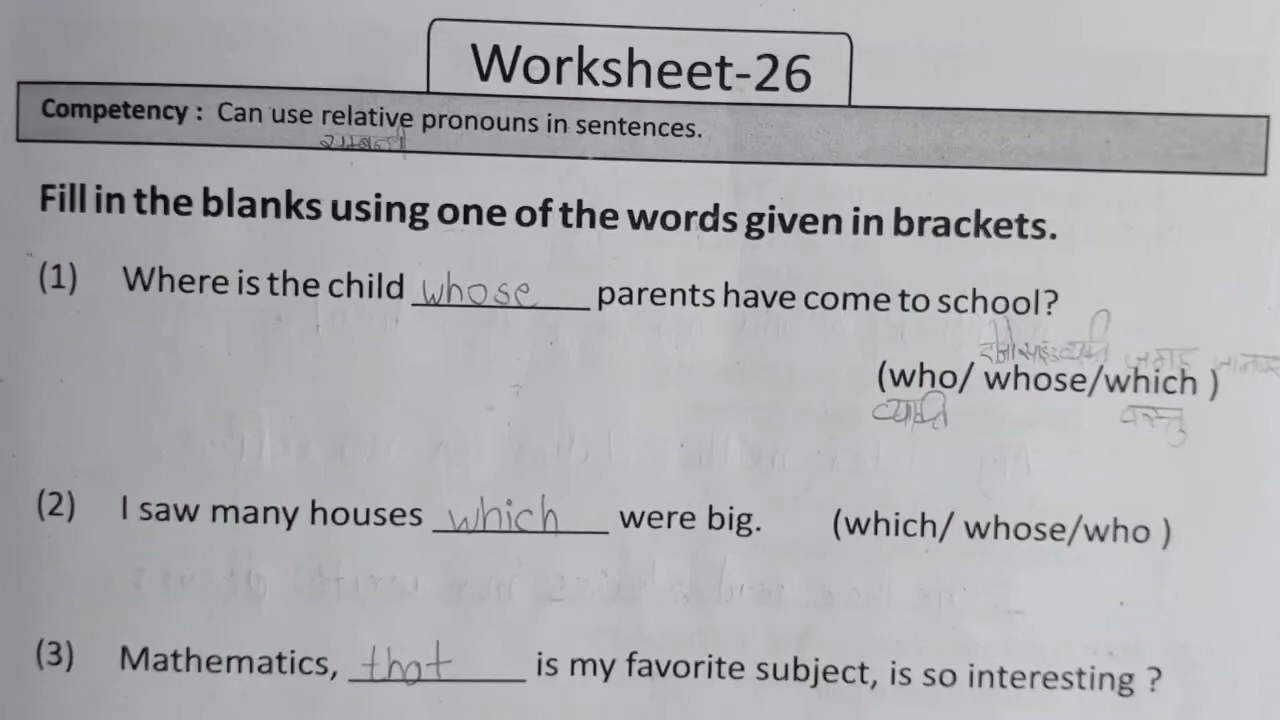 Worksheet-26
Competency : Can use relative pronouns in sentences.
Fill in the blanks using one of the words given in brackets.
(1) Where is the child whose parents have come to school?
(who/ whose/which )
वस्तु
(2) I saw many houses which were big. (which/ whose/who )
(3) Mathematics, that is my favorite subject, is so interesting ?